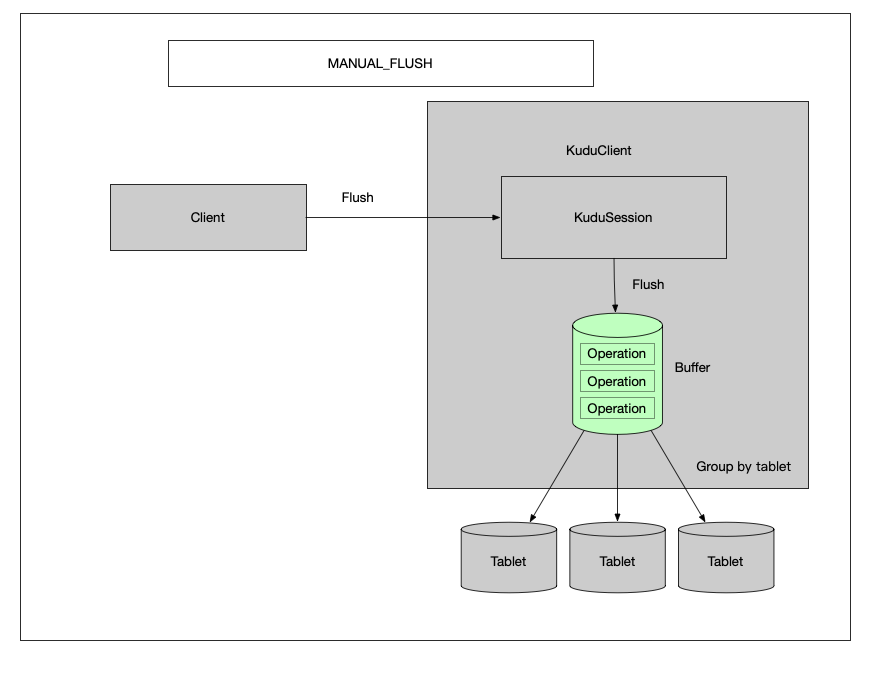 MANUAL_FLUSH
KuduClient
Client
Flush
KuduSession
Flush
Operation
Operation
Operation
Buffer
Group by tablet
Tablet
Tablet
Tablet